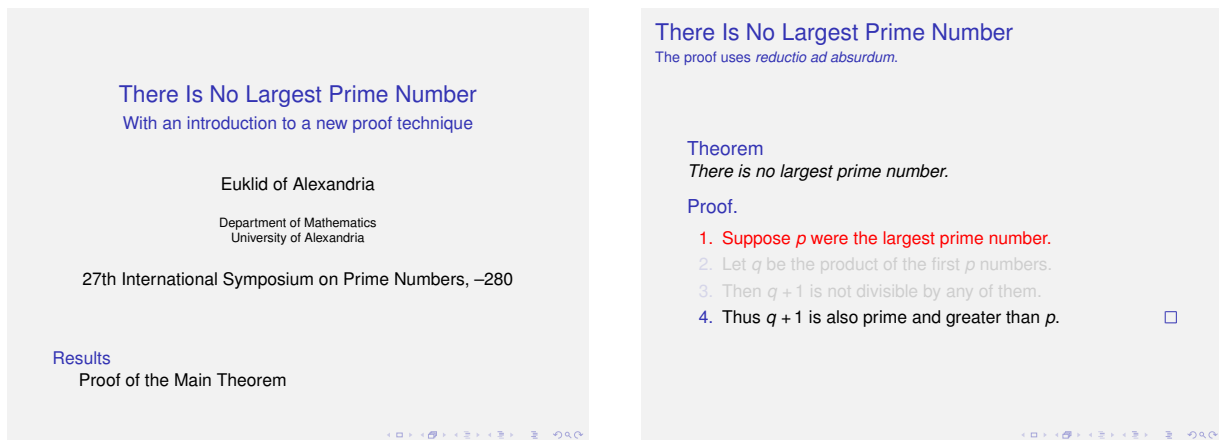 There Is No Largest Prime Number
With an introduction to a new proof technique
Euklid of Alexandria
Department of Mathematics
University of Alexandria
27th International Symposium on Prime Numbers, –280
Results
Proof of the Main Theorem
There Is No Largest Prime Number
The proof uses reductio ad absurdum.
Theorem
There is no largest prime number.
Proof.
1. Suppose p were the largest prime number.
2. Let q be the product of the first p numbers.
3. Then q + 1 is not divisible by any of them.
4. Thus q + 1 is also prime and greater than p. □